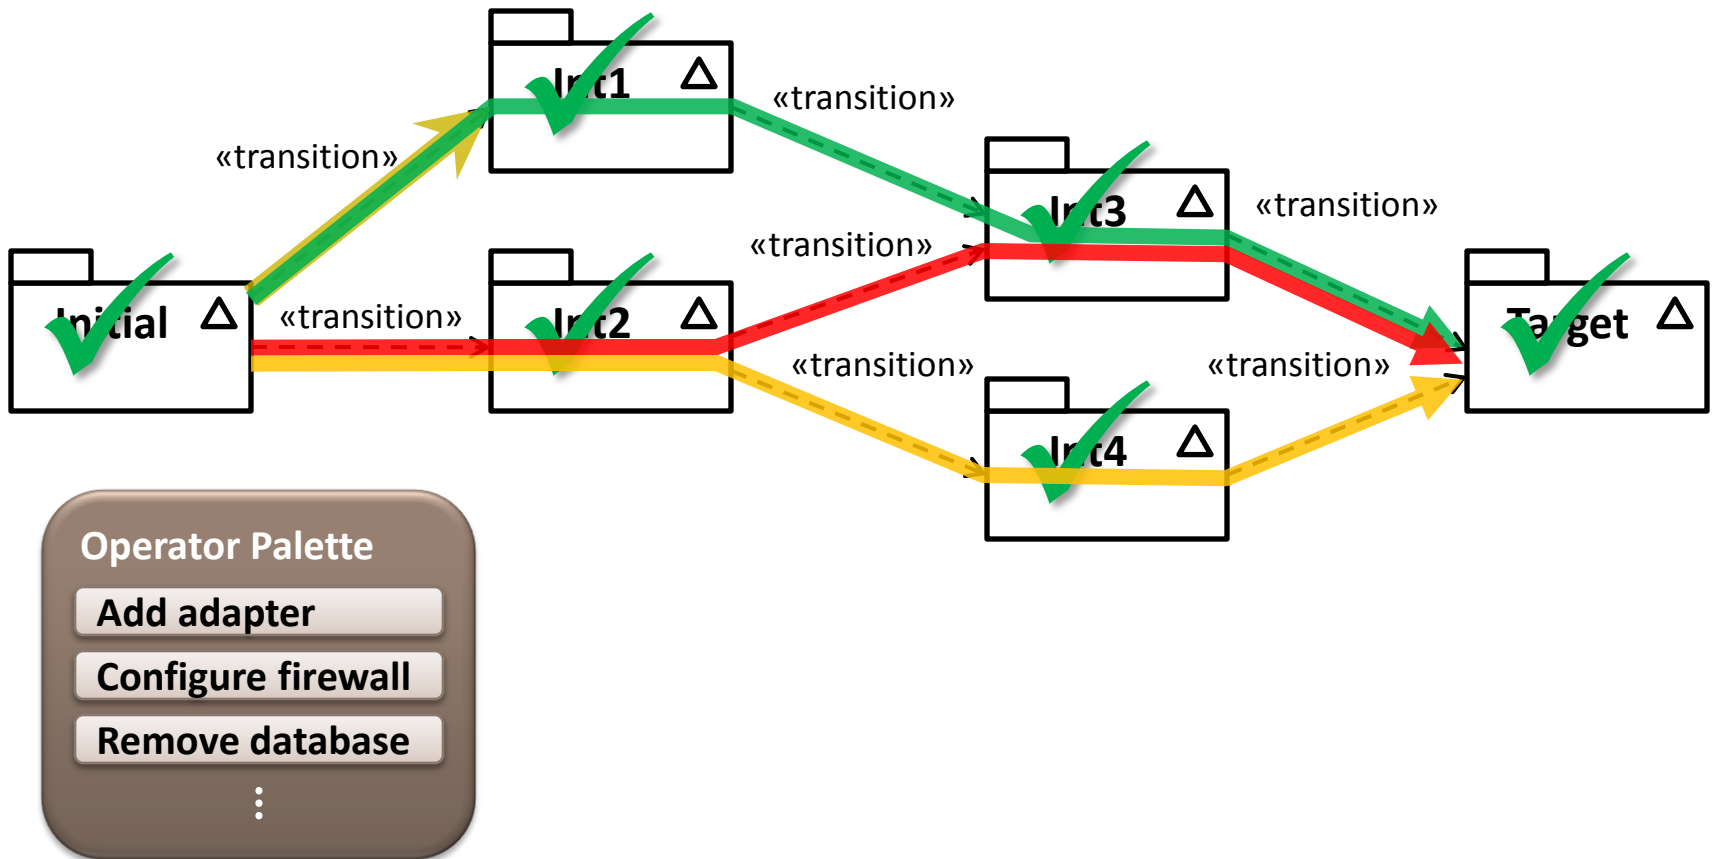 Int1
«transition»
«transition»
Int3
«transition»
«transition»
Initial
«transition»
Int2
Target
«transition»
«transition»
Int4
Operator Palette
Add adapter
Configure firewall
Remove database
⋮